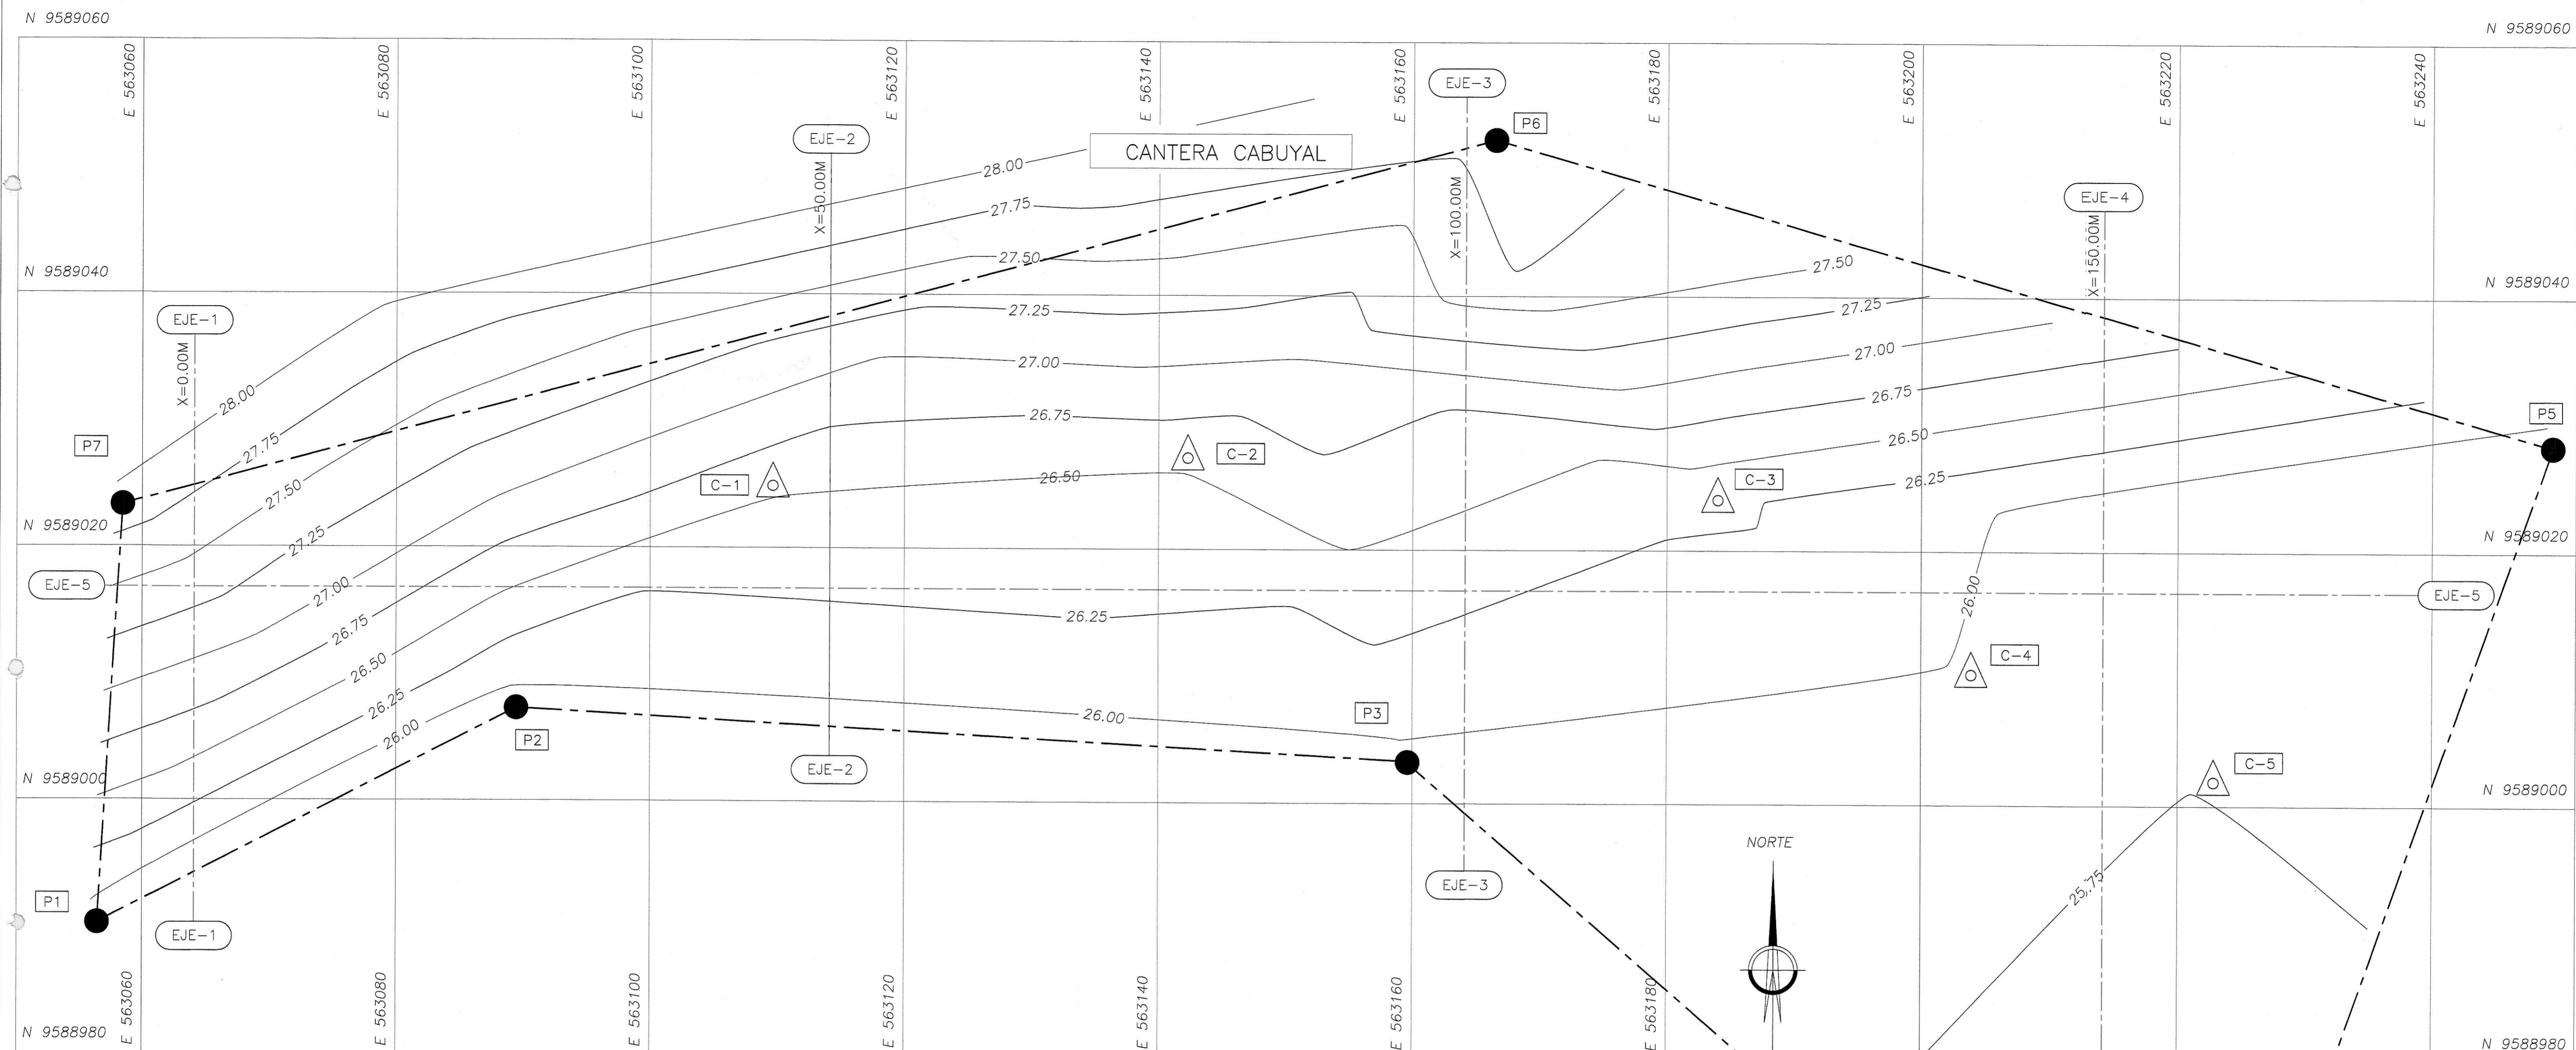 N 9589060
N 9589060
E 563060
E 563080
E 563100
E 563120
E 563140
E 563160
E 563180
E 563200
E 563220
E 563240
EJE-3
P6
EJE-2
CANTERA CABUYAL
28.00
X=50.00M
X=100.00M
EJE-4
27.75
X=150.00M
N 9589040
27.50
27.50
N 9589040
EJE-1
27.25
27.25
X=0.00M
27.00
27.00
28.00
26.75
26.75
P5
P7
27.75
C-2
26.50
C-1
26.50
27.50
C-3
26.25
N 9589020
27.25
N 9589020
EJE-5
27.00
26.00
EJE-5
26.75
26.25
26.50
C-4
26.25
26.00
P3
26.00
P2
EJE-2
C-5
N 9589000
N 9589000
NORTE
EJE-3
25.75
P1
EJE-1
E 563060
E 563080
E 563100
E 563120
E 563140
E 563160
E 563180
N 9588980
N 9588980